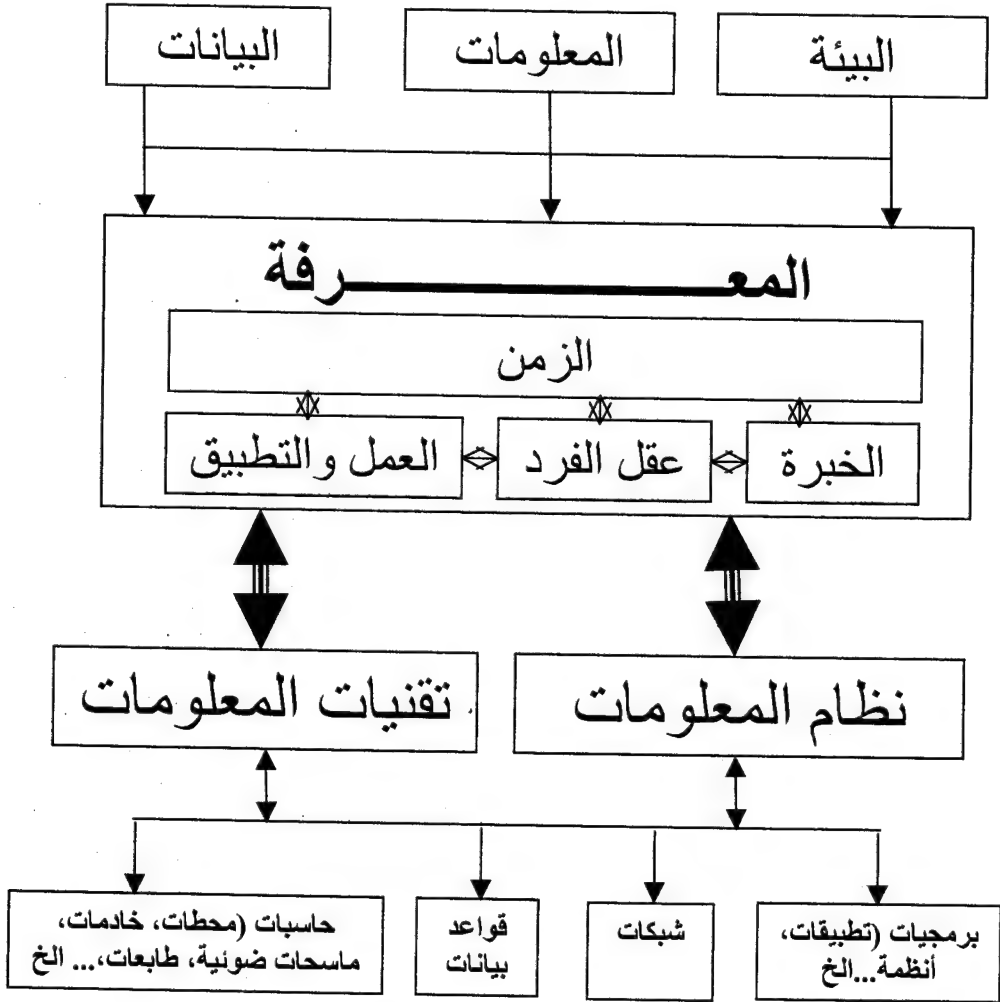 البيئة
المعلومات
البيانات
المعـــــــرفة
الزمن
الخبرة
عقل الفرد
العمل والتطبيق
نظام المعلومات
تقنيات المعلومات
برمجيات (تطبيقات،
أنظمة...الخ
شبكات
قواعد
بيانات
حاسبات (محطات، خادمات،
ماسحات ضوئية، طابعات،... الخ